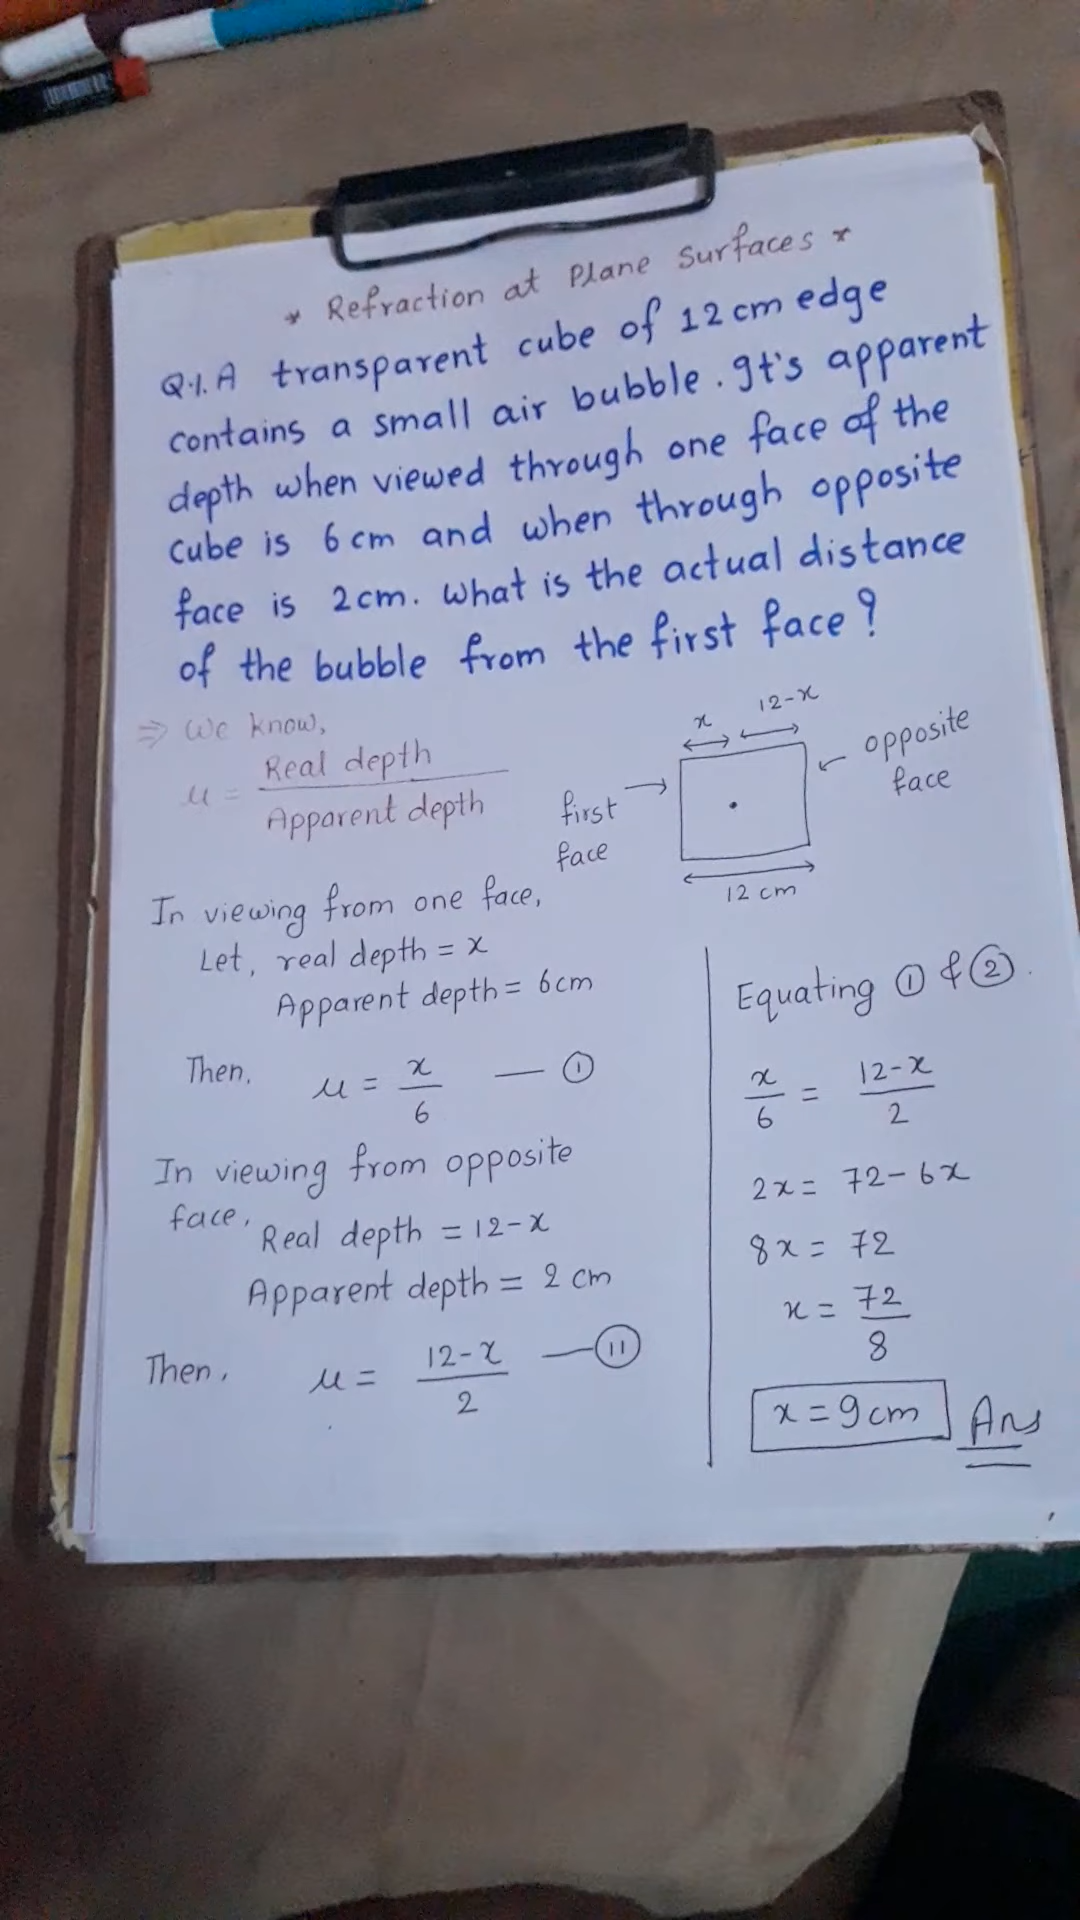 * Refraction at Plane Surfaces *
Q.1. A transparent cube of 12 cm edge
contains a small air bubble. It's apparent
depth when viewed through one face of the
cube is 6 cm and when through opposite
face is 2 cm. What is the actual distance
of the bubble from the first face?
⇒ We know,
μ = Real depth
Apparent depth
x
12-x
first
face
opposite
face
12 cm
In viewing from one face,
Let, real depth = x
Apparent depth = 6cm
Then, μ = x/6 — ①
In viewing from opposite
face,
Real depth = 12-x
Apparent depth = 2 cm
Then, μ = 12-x/2 — ⑪
Equating ① & ②.
x/6 = 12-x/2
2x = 72-6x
8x = 72
x = 72/8
x = 9 cm Ans